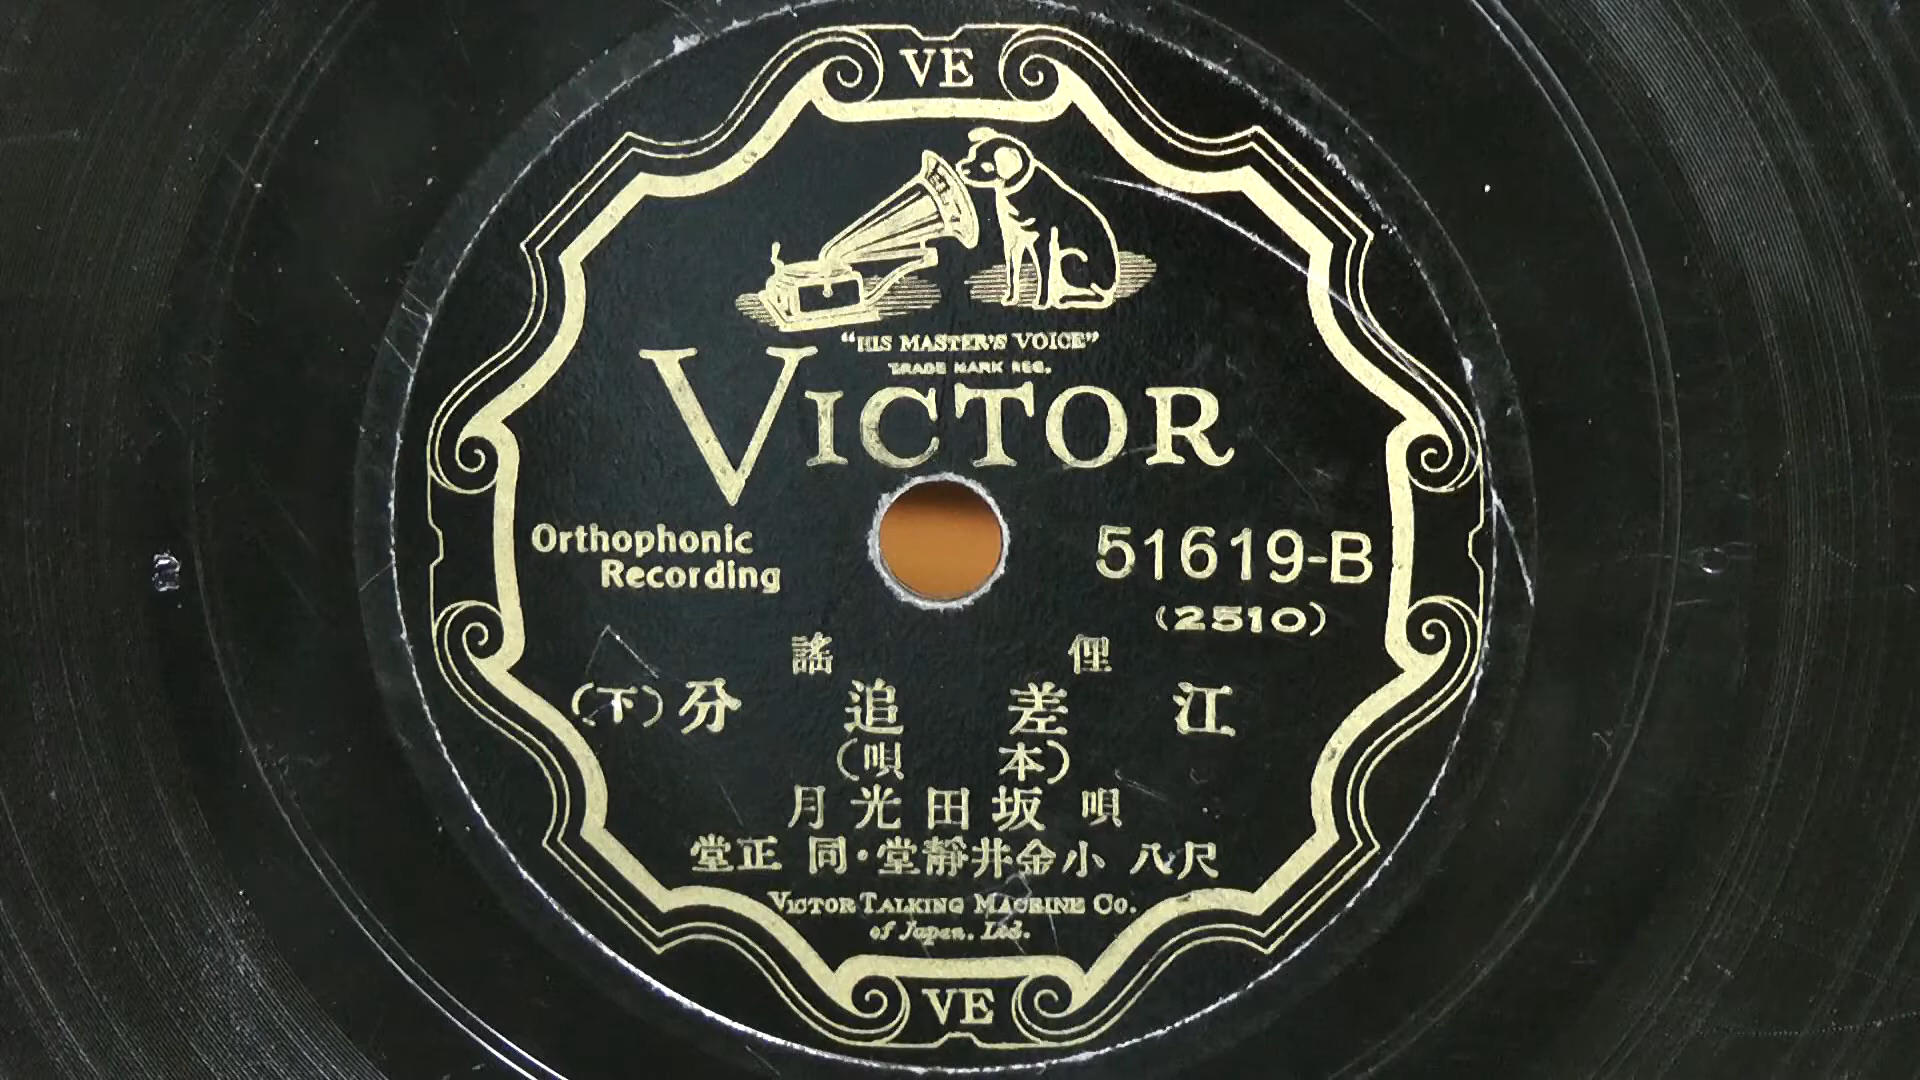 VE
"HIS MASTER'S VOICE"
TRADE MARK REG.
VICTOR
Orthophonic
Recording
51619-B
(2510)
俚謠
江差追分(下)
(本唄)
唄 坂田光月
尺八 小金井靜堂・同 正堂
VICTOR TALKING MACHINE CO.
of Japan, Ltd.
VE